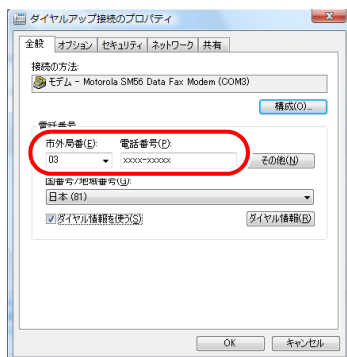 ダイヤルアップ接続のプロパティ
全般 オプション セキュリティ ネットワーク 共有
接続の方法:
モデム - Motorola SM56 Data Fax Modem (COM3)
構成(O)...
電話番号
市外局番(E): 電話番号(P):
03 xxxx-xxxxx その他(N)
国番号/地域番号(G):
日本 (81)
ダイヤル情報を使う(S) ダイヤル情報(R)
OK キャンセル